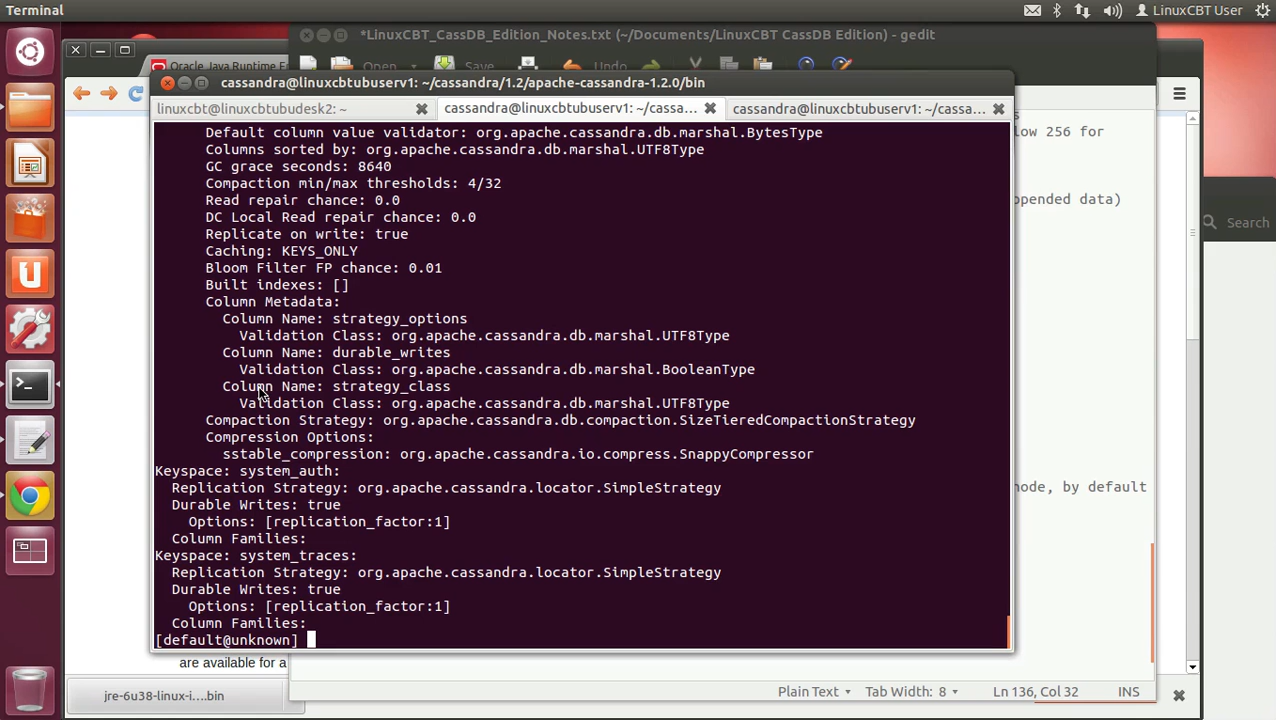 Terminal
LinuxCBT User
*LinuxCBT_CassDB_Edition_Notes.txt (~/Documents/LinuxCBT CassDB Edition) - gedit
Oracle Java Runtime E
Open
Save
Undo
cassandra@linuxcbtubuserv1: ~/cassandra/1.2/apache-cassandra-1.2.0/bin
linuxcbt@linuxcbtubudesk2: ~
cassandra@linuxcbtubuserv1: ~/cassa...
cassandra@linuxcbtubuserv1: ~/cassa...
low 256 for
ppended data)
Search
node, by default
Default column value validator: org.apache.cassandra.db.marshal.BytesType
Columns sorted by: org.apache.cassandra.db.marshal.UTF8Type
GC grace seconds: 8640
Compaction min/max thresholds: 4/32
Read repair chance: 0.0
DC Local Read repair chance: 0.0
Replicate on write: true
Caching: KEYS_ONLY
Bloom Filter FP chance: 0.01
Built indexes: []
Column Metadata:
Column Name: strategy_options
Validation Class: org.apache.cassandra.db.marshal.UTF8Type
Column Name: durable_writes
Validation Class: org.apache.cassandra.db.marshal.BooleanType
Column Name: strategy_class
Validation Class: org.apache.cassandra.db.marshal.UTF8Type
Compaction Strategy: org.apache.cassandra.db.compaction.SizeTieredCompactionStrategy
Compression Options:
sstable_compression: org.apache.cassandra.io.compress.SnappyCompressor
Keyspace: system_auth:
Replication Strategy: org.apache.cassandra.locator.SimpleStrategy
Durable Writes: true
Options: [replication_factor:1]
Column Families:
Keyspace: system_traces:
Replication Strategy: org.apache.cassandra.locator.SimpleStrategy
Durable Writes: true
Options: [replication_factor:1]
Column Families:
[default@unknown]
are available for a
jre-6u38-linux-i....bin
Plain Text
Tab Width: 8
Ln 136, Col 32
INS